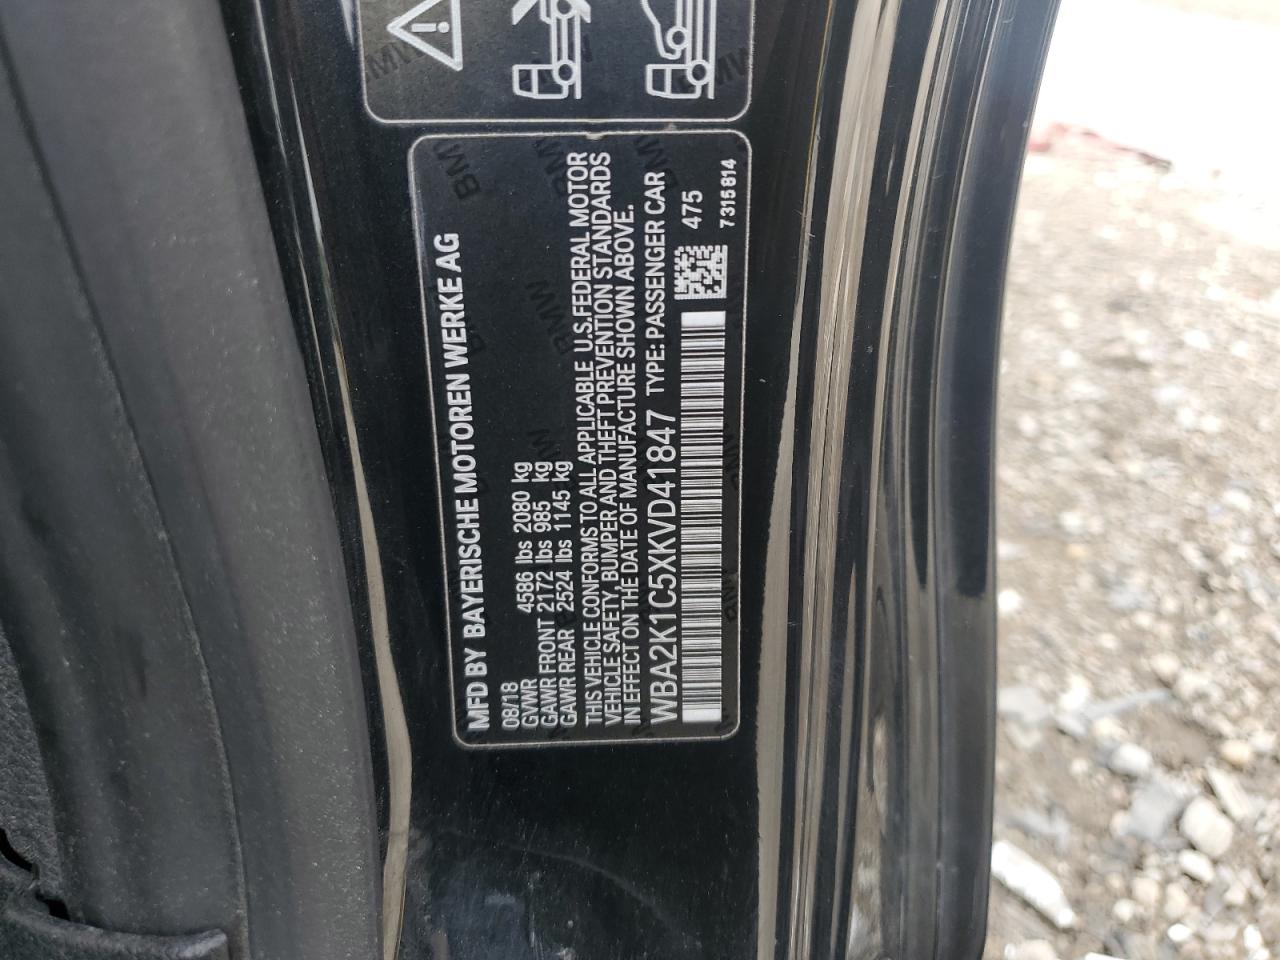 MFD BY BAYERISCHE MOTOREN WERKE AG
08/18
GVWR 4586 lbs 2080 kg
GAWR FRONT 2172 lbs 985 kg
GAWR REAR 2524 lbs 1145 kg
THIS VEHICLE CONFORMS TO ALL APPLICABLE U.S.FEDERAL MOTOR
VEHICLE SAFETY, BUMPER AND THEFT PREVENTION STANDARDS
IN EFFECT ON THE DATE OF MANUFACTURE SHOWN ABOVE.
WBA2K1C5XKVD41847 TYPE: PASSENGER CAR
475
7315814